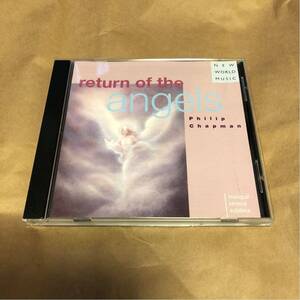 NEW
WORLD
MUSIC
return of the
angels
Philip
Chapman